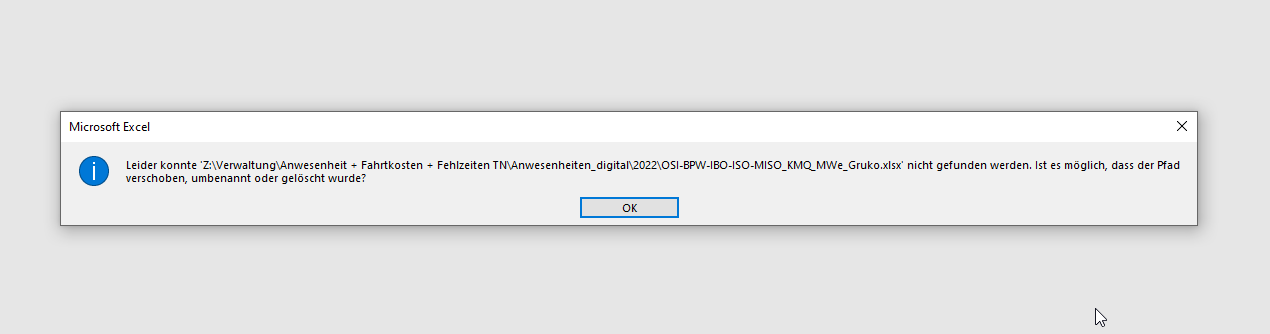 Microsoft Excel
Leider konnte 'Z:\Verwaltung\Anwesenheit + Fahrtkosten + Fehlzeiten TN\Anwesenheiten_digital\2022\OSI-BPW-IBO-ISO-MISO_KMQ_MWe_Gruko.xlsx' nicht gefunden werden. Ist es möglich, dass der Pfad
verschoben, umbenannt oder gelöscht wurde?
OK